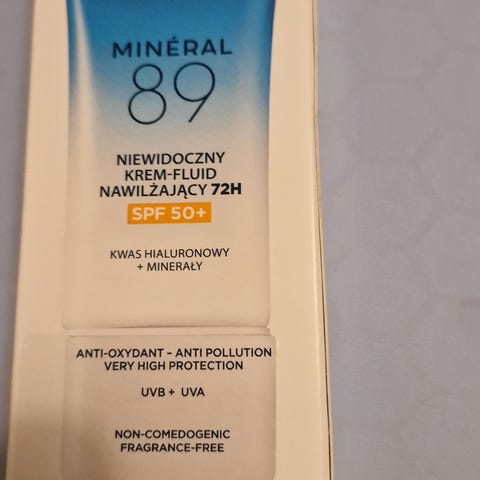 MINÉRAL
89
NIEWIDOCZNY
KREM-FLUID
NAWILŻAJĄCY 72H
SPF 50+
KWAS HIALURONOWY
+ MINERAŁY
ANTI-OXYDANT – ANTI POLLUTION
VERY HIGH PROTECTION
UVB + UVA
NON-COMEDOGENIC
FRAGRANCE-FREE